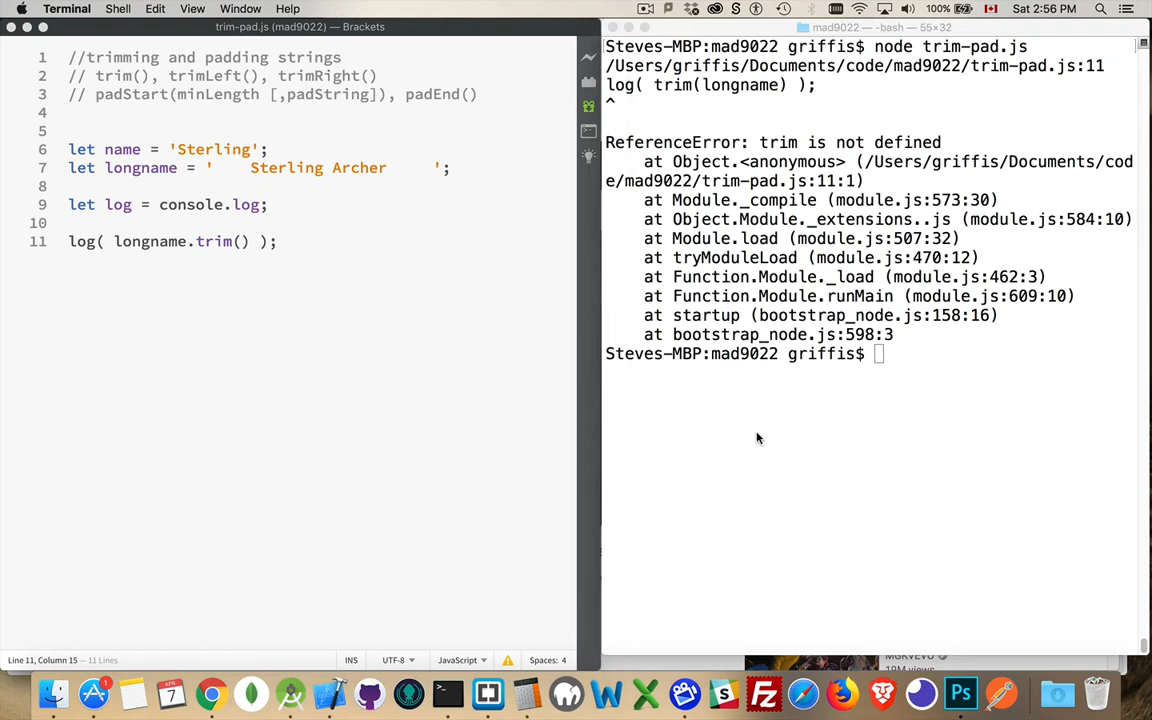 Terminal Shell Edit View Window Help
100% Sat 2:56 PM
trim-pad.js (mad9022) — Brackets
1 //trimming and padding strings
2 // trim(), trimLeft(), trimRight()
3 // padStart(minLength [,padString]), padEnd()
4
5
6 let name = 'Sterling';
7 let longname = '    Sterling Archer      ';
8
9 let log = console.log;
10
11 log( longname.trim() );
Line 11, Column 15 — 11 Lines
INS UTF-8 JavaScript Spaces: 4
mad9022 — -bash — 55×32
Steves-MBP:mad9022 griffis$ node trim-pad.js
/Users/griffis/Documents/code/mad9022/trim-pad.js:11
log( trim(longname) );
^
ReferenceError: trim is not defined
at Object.<anonymous> (/Users/griffis/Documents/cod
e/mad9022/trim-pad.js:11:1)
at Module._compile (module.js:573:30)
at Object.Module._extensions..js (module.js:584:10)
at Module.load (module.js:507:32)
at tryModuleLoad (module.js:470:12)
at Function.Module._load (module.js:462:3)
at Function.Module.runMain (module.js:609:10)
at startup (bootstrap_node.js:158:16)
at bootstrap_node.js:598:3
Steves-MBP:mad9022 griffis$